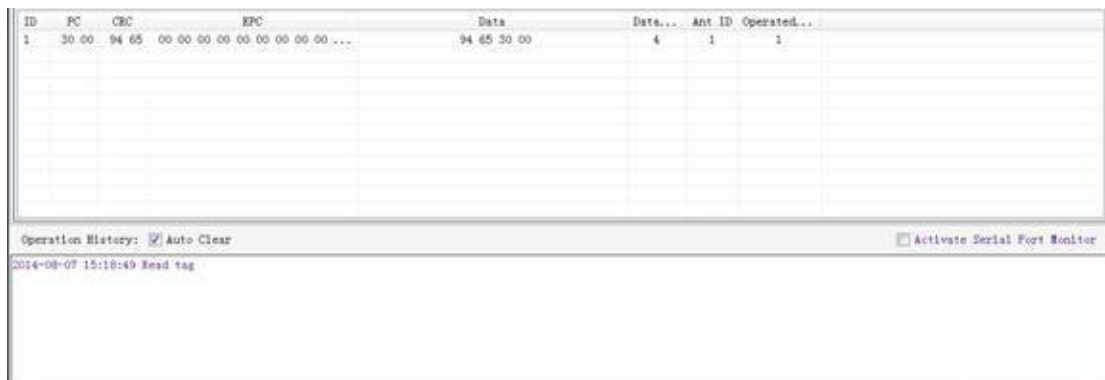 ID PC CRC EPC Data Data... Ant ID Operated...
1 30 00 94 65 00 00 00 00 00 00 00 00 00 ... 94 65 30 00 4 1 1
Operation History: Auto Clear Activate Serial Port Monitor
2014-08-07 15:18:49 Read tag